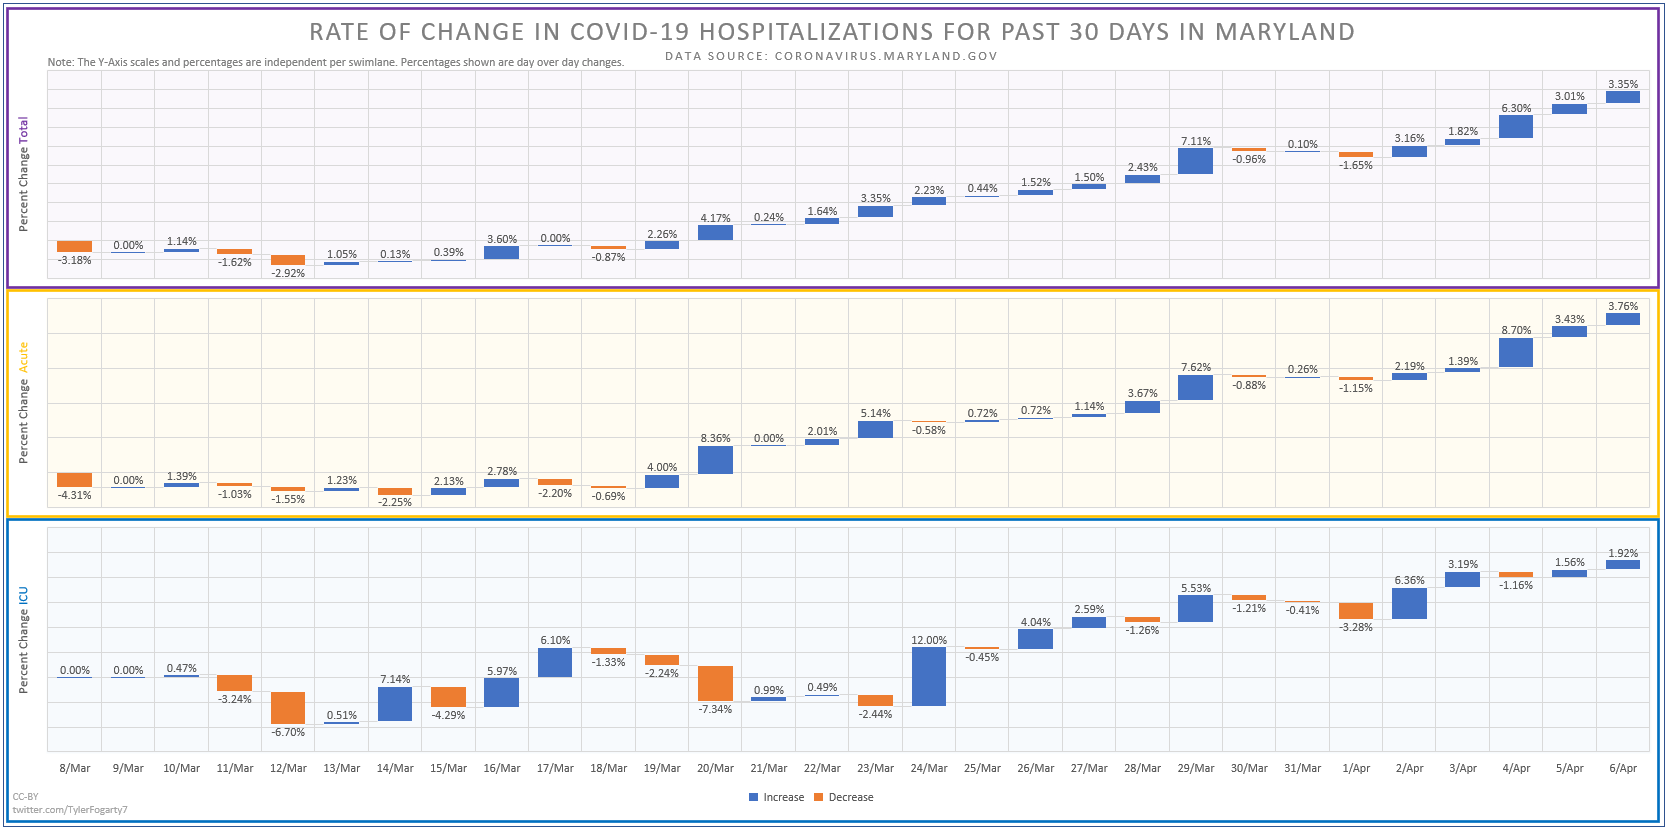 RATE OF CHANGE IN COVID-19 HOSPITALIZATIONS FOR PAST 30 DAYS IN MARYLAND
DATA SOURCE: CORONAVIRUS.MARYLAND.GOV
Note: The Y-Axis scales and percentages are independent per swimlane. Percentages shown are day over day changes.
Percent Change Total
-3.18% 0.00% 1.14% -1.62% -2.92% 1.05% 0.13% 0.39% 3.60% 0.00% -0.87% 2.26% 4.17% 0.24% 1.64% 3.35% 2.23% 0.44% 1.52% 1.50% 2.43% 7.11% -0.96% 0.10% -1.65% 3.16% 1.82% 6.30% 3.01% 3.35%
Percent Change Acute
-4.31% 0.00% 1.39% -1.03% -1.55% 1.23% -2.25% 2.13% 2.78% -2.20% -0.69% 4.00% 8.36% 0.00% 2.01% 5.14% -0.58% 0.72% 0.72% 1.14% 3.67% 7.62% -0.88% 0.26% -1.15% 2.19% 1.39% 8.70% 3.43% 3.76%
Percent Change ICU
0.00% 0.00% 0.47% -3.24% -6.70% 0.51% 7.14% -4.29% 5.97% 6.10% -1.33% -2.24% -7.34% 0.99% 0.49% -2.44% 12.00% -0.45% 4.04% 2.59% -1.26% 5.53% -1.21% -0.41% -3.28% 6.36% 3.19% -1.16% 1.56% 1.92%
8/Mar 9/Mar 10/Mar 11/Mar 12/Mar 13/Mar 14/Mar 15/Mar 16/Mar 17/Mar 18/Mar 19/Mar 20/Mar 21/Mar 22/Mar 23/Mar 24/Mar 25/Mar 26/Mar 27/Mar 28/Mar 29/Mar 30/Mar 31/Mar 1/Apr 2/Apr 3/Apr 4/Apr 5/Apr 6/Apr
Increase Decrease
CC-BY
twitter.com/TylerFogarty7